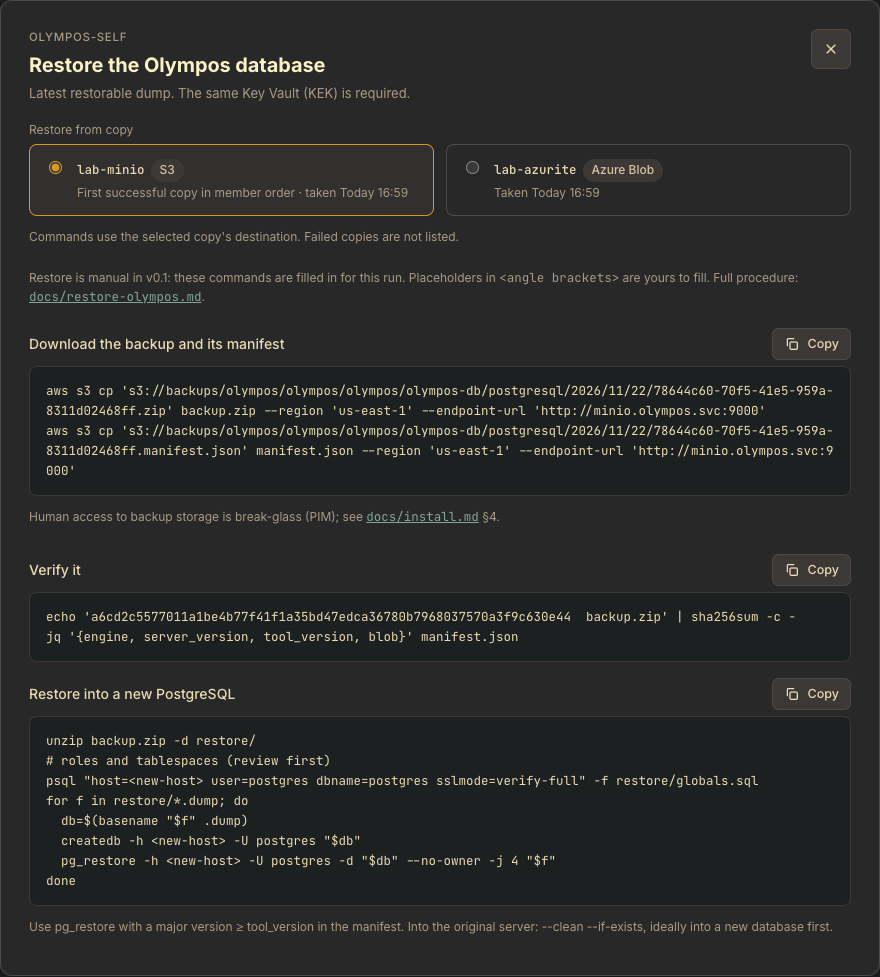 OLYMPOS-SELF
Restore the Olympos database
Latest restorable dump. The same Key Vault (KEK) is required.
Restore from copy
lab-minio S3
First successful copy in member order · taken Today 16:59
lab-azurite Azure Blob
Taken Today 16:59
Commands use the selected copy's destination. Failed copies are not listed.
Restore is manual in v0.1: these commands are filled in for this run. Placeholders in <angle brackets> are yours to fill. Full procedure:
docs/restore-olympos.md.
Download the backup and its manifest
Copy
aws s3 cp 's3://backups/olympos/olympos/olympos/olympos-db/postgresql/2026/11/22/78644c60-70f5-41e5-959a-
8311d02468ff.zip' backup.zip --region 'us-east-1' --endpoint-url 'http://minio.olympos.svc:9000'
aws s3 cp 's3://backups/olympos/olympos/olympos/olympos-db/postgresql/2026/11/22/78644c60-70f5-41e5-959a-
8311d02468ff.manifest.json' manifest.json --region 'us-east-1' --endpoint-url 'http://minio.olympos.svc:9
000'
Human access to backup storage is break-glass (PIM); see docs/install.md §4.
Verify it
Copy
echo 'a6cd2c5577011a1be4b77f41f1a35bd47edca36780b7968037570a3f9c630e44  backup.zip' | sha256sum -c -
jq '{engine, server_version, tool_version, blob}' manifest.json
Restore into a new PostgreSQL
Copy
unzip backup.zip -d restore/
# roles and tablespaces (review first)
psql "host=<new-host> user=postgres dbname=postgres sslmode=verify-full" -f restore/globals.sql
for f in restore/*.dump; do
  db=$(basename "$f" .dump)
  createdb -h <new-host> -U postgres "$db"
  pg_restore -h <new-host> -U postgres -d "$db" --no-owner -j 4 "$f"
done
Use pg_restore with a major version ≥ tool_version in the manifest. Into the original server: --clean --if-exists, ideally into a new database first.